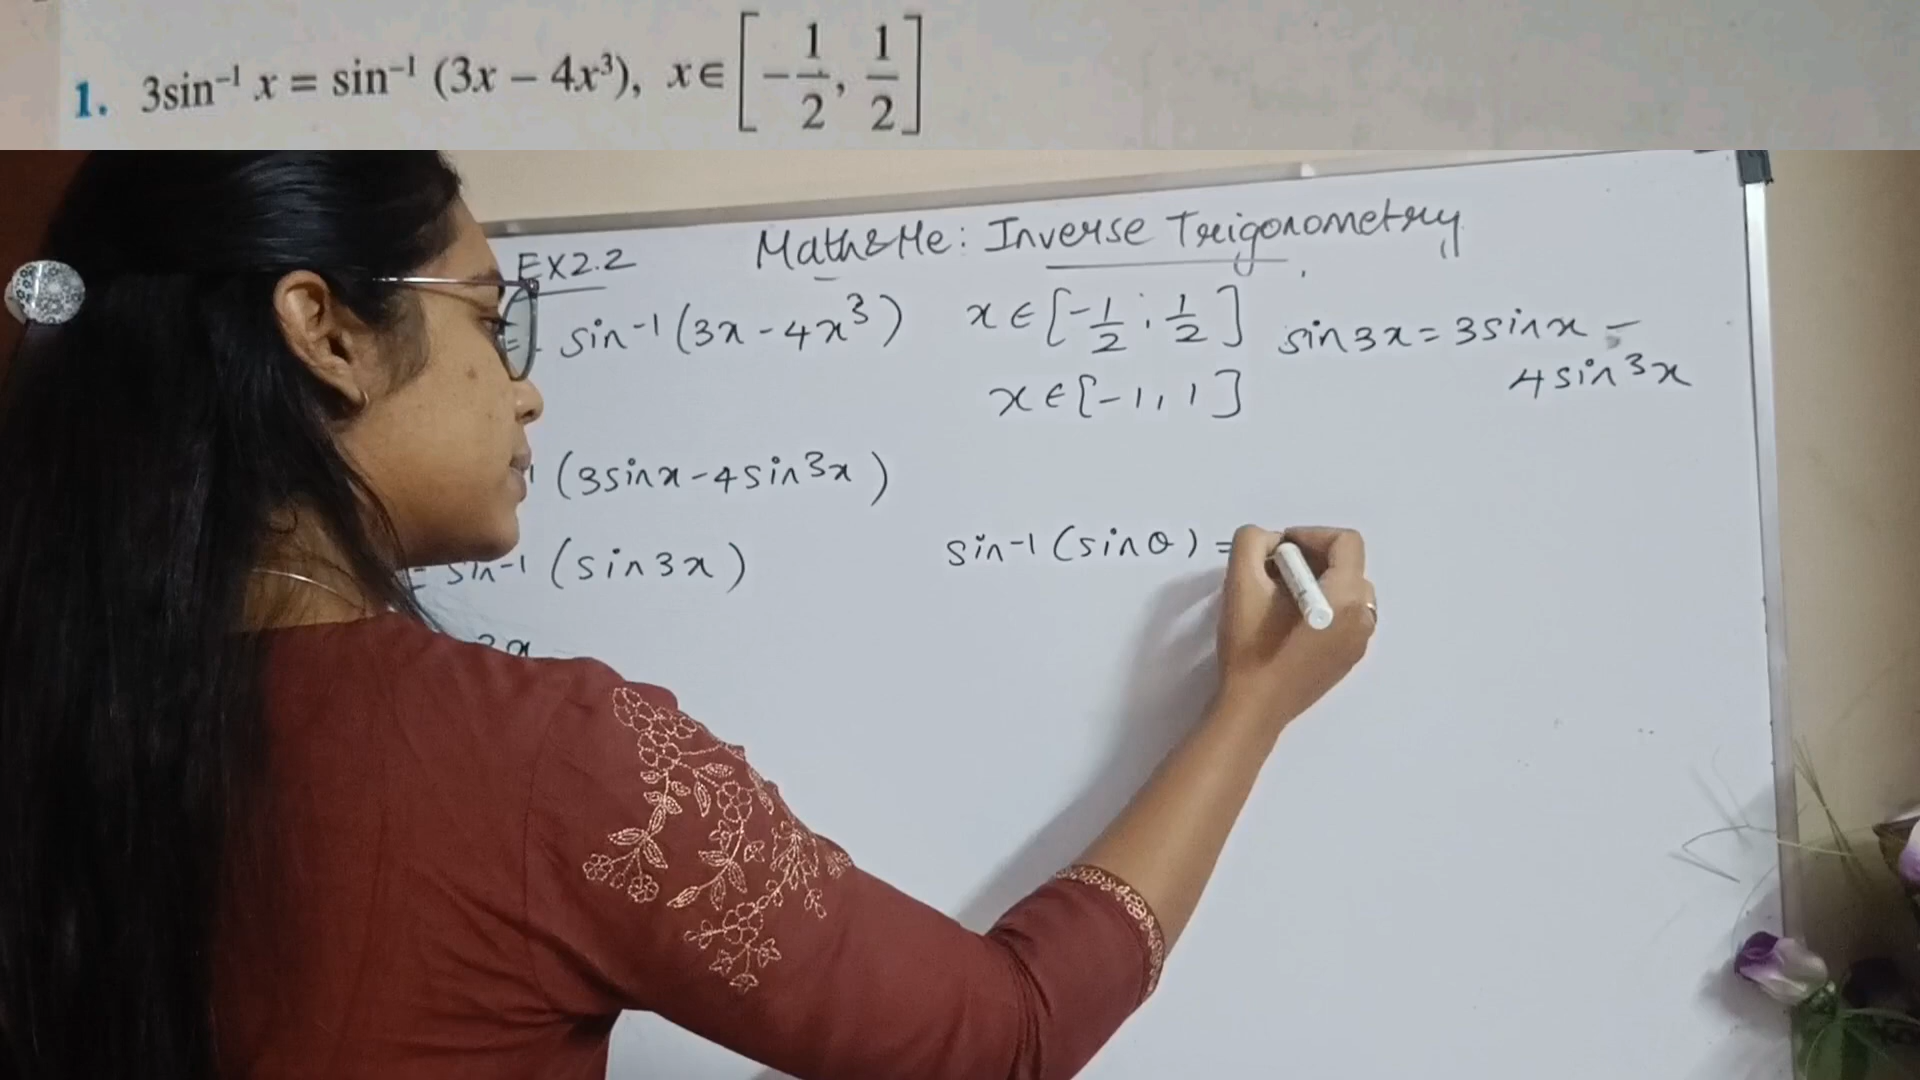 1. 3sin⁻¹ x = sin⁻¹ (3x – 4x³), x ∈ [–1/2, 1/2]
Math&Me: Inverse Trigonometry
EX2.2
= sin⁻¹(3x - 4x³) x ∈ [-1/2, 1/2] sin3x = 3sinx -
4sin³x
x ∈ [-1, 1]
(3sinx - 4sin³x)
= sin⁻¹ (sin3x) sin⁻¹(sinθ) =